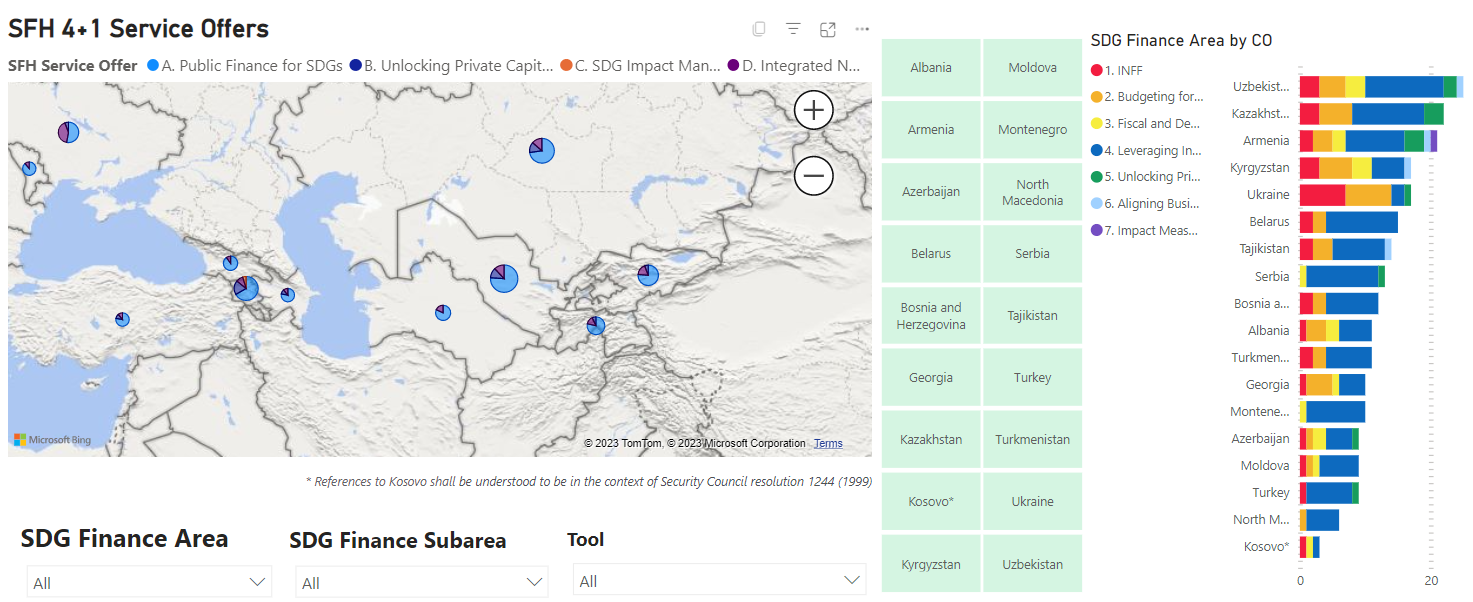 SFH 4+1 Service Offers
SFH Service Offer A. Public Finance for SDGs B. Unlocking Private Capit... C. SDG Impact Man... D. Integrated N...
Microsoft Bing
© 2023 TomTom, © 2023 Microsoft Corporation Terms
* References to Kosovo shall be understood to be in the context of Security Council resolution 1244 (1999)
SDG Finance Area
All
SDG Finance Subarea
All
Tool
All
Albania
Moldova
Armenia
Montenegro
Azerbaijan
North
Macedonia
Belarus
Serbia
Bosnia and
Herzegovina
Tajikistan
Georgia
Turkey
Kazakhstan
Turkmenistan
Kosovo*
Ukraine
Kyrgyzstan
Uzbekistan
SDG Finance Area by CO
1. INFF
2. Budgeting for...
3. Fiscal and De...
4. Leveraging In...
5. Unlocking Pri...
6. Aligning Busi...
7. Impact Meas...
Uzbekist...
Kazakhst...
Armenia
Kyrgyzstan
Ukraine
Belarus
Tajikistan
Serbia
Bosnia a...
Albania
Turkmen...
Georgia
Montene...
Azerbaijan
Moldova
Turkey
North M...
Kosovo*
0 20